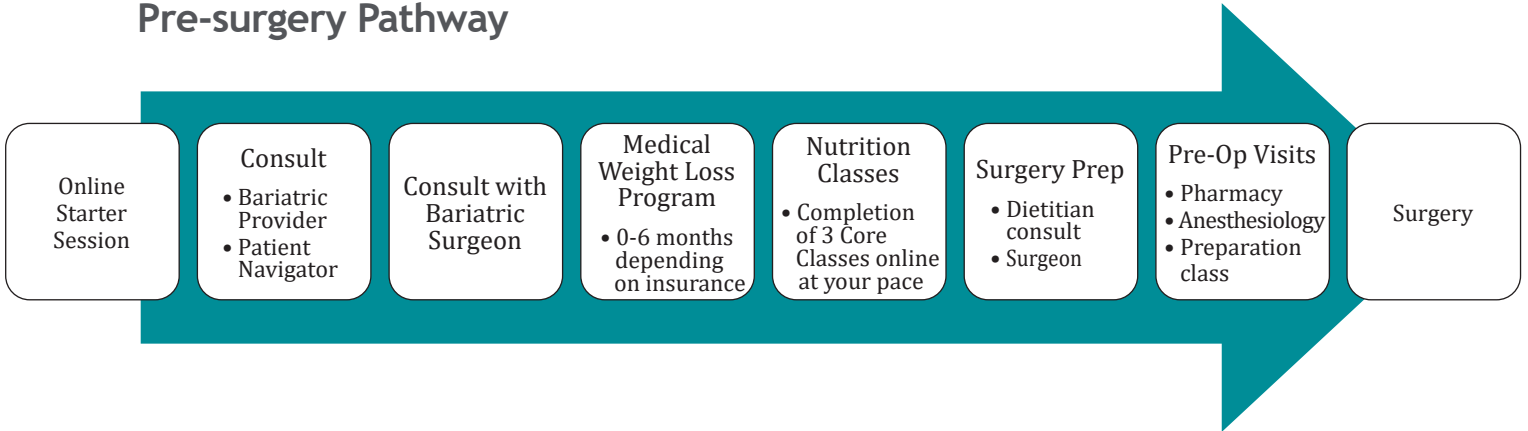 Pre-surgery Pathway
Online
Starter
Session
Consult
• Bariatric
Provider
• Patient
Navigator
Consult with
Bariatric
Surgeon
Medical
Weight Loss
Program
• 0-6 months
depending
on insurance
Nutrition
Classes
• Completion
of 3 Core
Classes online
at your pace
Surgery Prep
• Dietitian
consult
• Surgeon
Pre-Op Visits
• Pharmacy
• Anesthesiology
• Preparation
class
Surgery